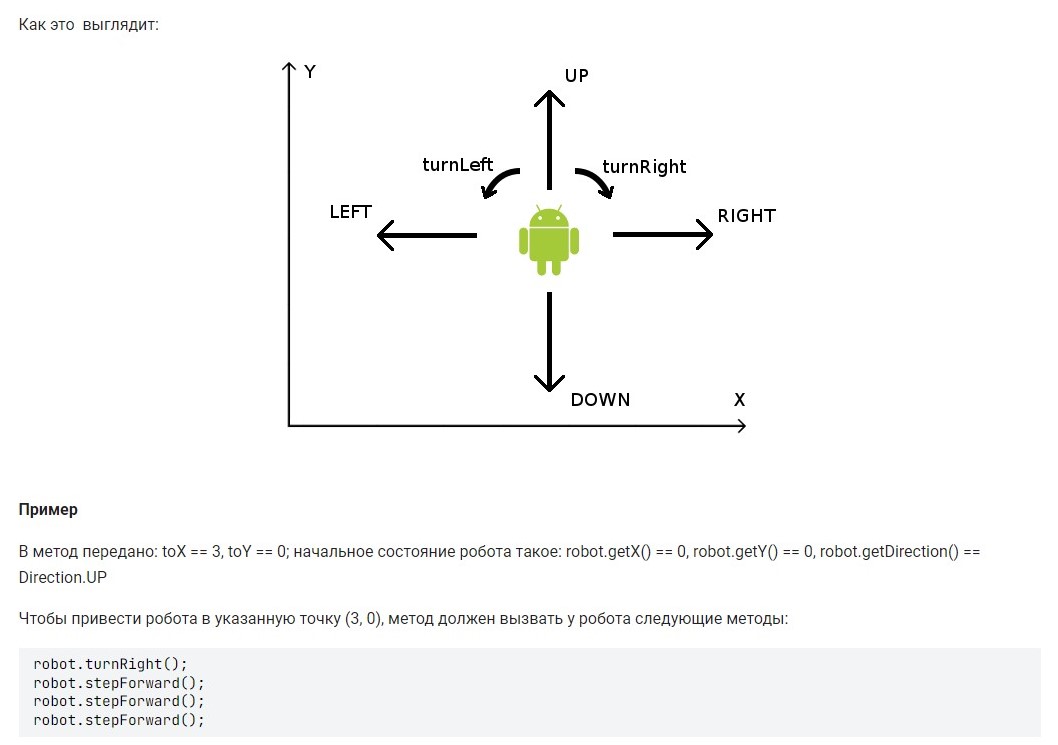 Как это выглядит:
Y
UP
turnLeft
turnRight
LEFT
RIGHT
DOWN
X
Пример
В метод передано: toX == 3, toY == 0; начальное состояние робота такое: robot.getX() == 0, robot.getY() == 0, robot.getDirection() ==
Direction.UP
Чтобы привести робота в указанную точку (3, 0), метод должен вызвать у робота следующие методы:
robot.turnRight();
robot.stepForward();
robot.stepForward();
robot.stepForward();